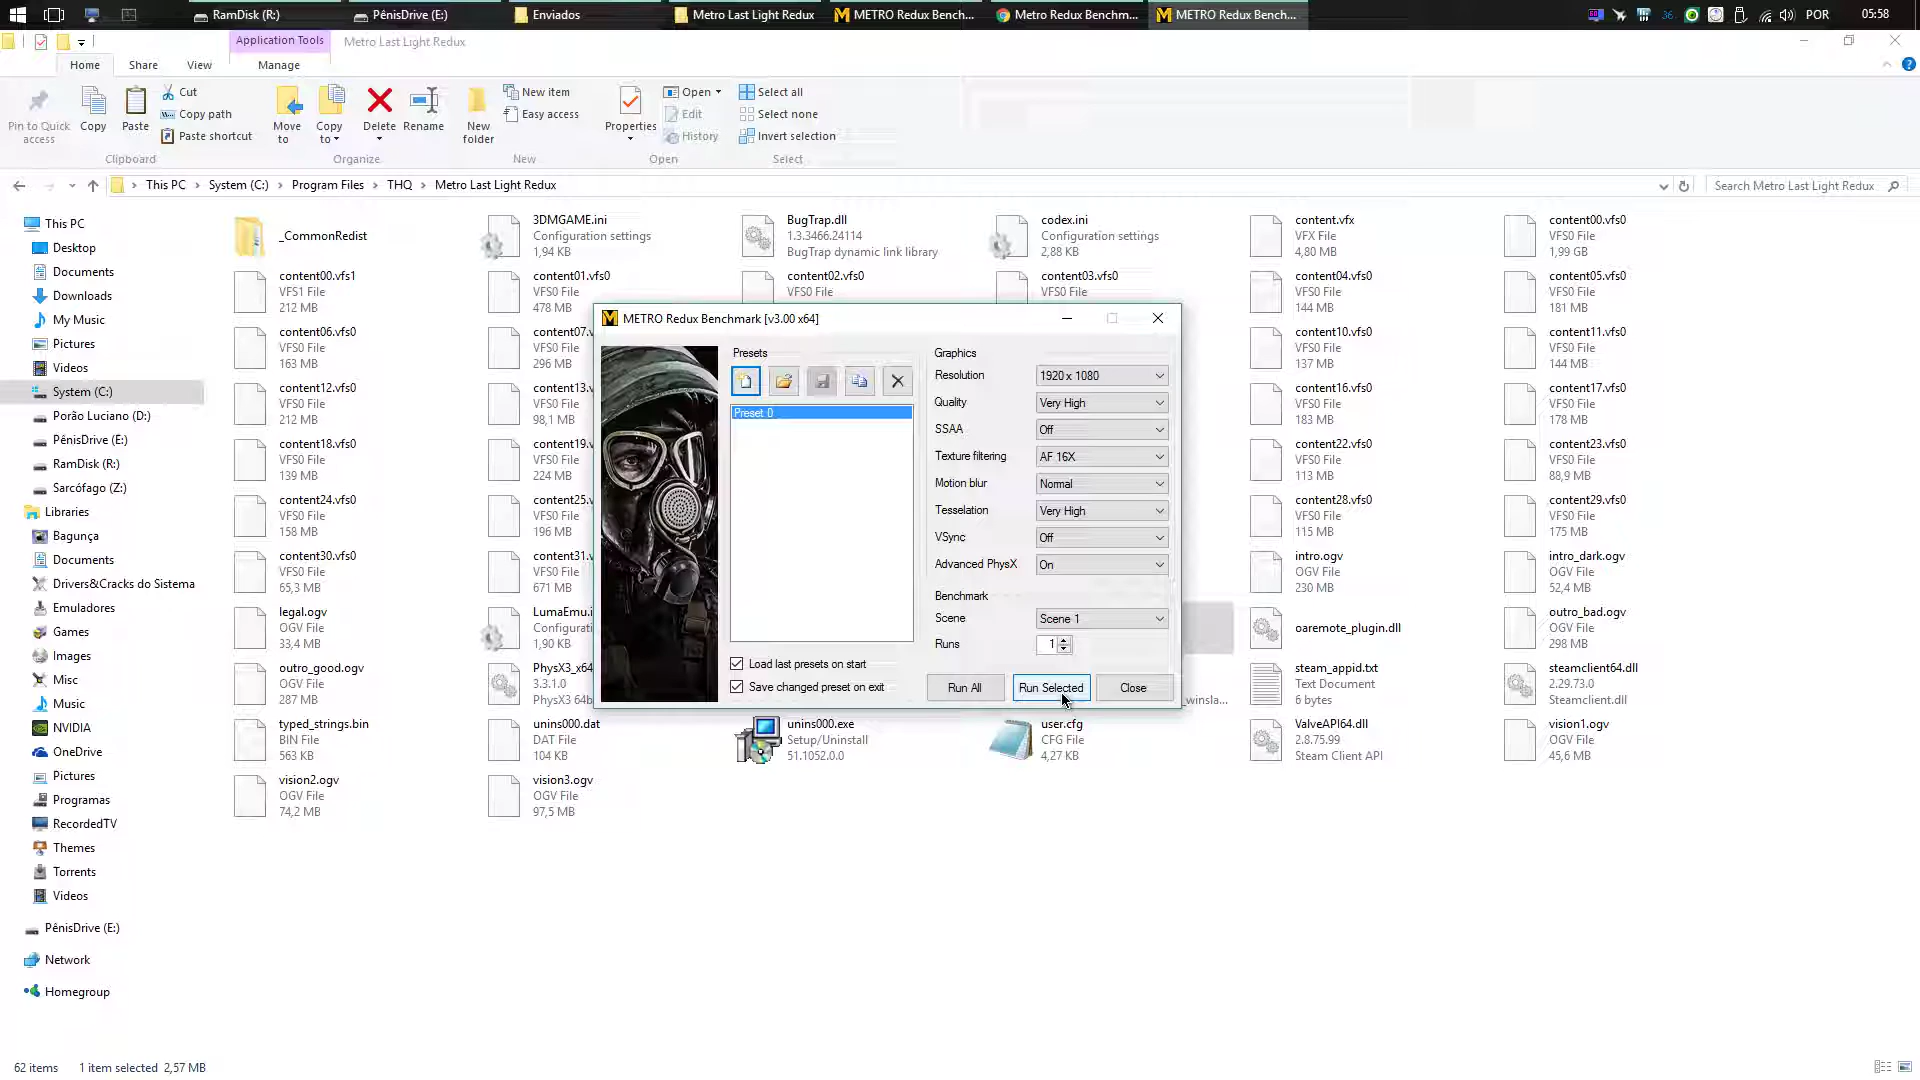 RamDisk (R:)
PênisDrive (E:)
Enviados
Metro Last Light Redux
METRO Redux Bench...
Metro Redux Benchm...
METRO Redux Bench...
36
POR
05:58
Application Tools
Metro Last Light Redux
Home
Share
View
Manage
Pin to Quick access
Copy
Paste
Cut
Copy path
Paste shortcut
Move to
Copy to
Delete
Rename
New folder
New item
Easy access
Properties
Open
Edit
History
Select all
Select none
Invert selection
Clipboard
Organize
New
Open
Select
This PC
System (C:)
Program Files
THQ
Metro Last Light Redux
Search Metro Last Light Redux
This PC
Desktop
Documents
Downloads
My Music
Pictures
Videos
System (C:)
Porão Luciano (D:)
PênisDrive (E:)
RamDisk (R:)
Sarcófago (Z:)
Libraries
Bagunça
Documents
Drivers&Cracks do Sistema
Emuladores
Games
Images
Misc
Music
NVIDIA
OneDrive
Pictures
Programas
RecordedTV
Themes
Torrents
Videos
PênisDrive (E:)
Network
Homegroup
_CommonRedist
3DMGAME.ini
Configuration settings
1,94 KB
BugTrap.dll
1.3.3466.24114
BugTrap dynamic link library
codex.ini
Configuration settings
2,88 KB
content.vfx
VFX File
4,80 MB
content00.vfs0
VFS0 File
1,99 GB
content00.vfs1
VFS1 File
212 MB
content01.vfs0
VFS0 File
478 MB
content02.vfs0
VFS0 File
content03.vfs0
VFS0 File
content04.vfs0
VFS0 File
144 MB
content05.vfs0
VFS0 File
181 MB
content06.vfs0
VFS0 File
163 MB
content07.v
VFS0 File
296 MB
content10.vfs0
VFS0 File
137 MB
content11.vfs0
VFS0 File
144 MB
content12.vfs0
VFS0 File
212 MB
content13.v
VFS0 File
98,1 MB
content16.vfs0
VFS0 File
183 MB
content17.vfs0
VFS0 File
178 MB
content18.vfs0
VFS0 File
139 MB
content19.v
VFS0 File
224 MB
content22.vfs0
VFS0 File
113 MB
content23.vfs0
VFS0 File
88,9 MB
content24.vfs0
VFS0 File
158 MB
content25.v
VFS0 File
196 MB
content28.vfs0
VFS0 File
115 MB
content29.vfs0
VFS0 File
175 MB
content30.vfs0
VFS0 File
65,3 MB
content31.v
VFS0 File
671 MB
intro.ogv
OGV File
230 MB
intro_dark.ogv
OGV File
52,4 MB
legal.ogv
OGV File
33,4 MB
LumaEmu.i
Configurati
1,90 KB
oaremote_plugin.dll
outro_bad.ogv
OGV File
298 MB
outro_good.ogv
OGV File
287 MB
PhysX3_x64
3.3.1.0
PhysX3 64b
_winsla...
steam_appid.txt
Text Document
6 bytes
steamclient64.dll
2.29.73.0
Steamclient.dll
typed_strings.bin
BIN File
563 KB
unins000.dat
DAT File
104 KB
unins000.exe
Setup/Uninstall
51.1052.0.0
user.cfg
CFG File
4,27 KB
ValveAPI64.dll
2.8.75.99
Steam Client API
vision1.ogv
OGV File
45,6 MB
vision2.ogv
OGV File
74,2 MB
vision3.ogv
OGV File
97,5 MB
METRO Redux Benchmark [v3.00 x64]
Presets
Preset 0
Load last presets on start
Save changed preset on exit
Graphics
Resolution 1920 x 1080
Quality Very High
SSAA Off
Texture filtering AF 16X
Motion blur Normal
Tesselation Very High
VSync Off
Advanced PhysX On
Benchmark
Scene Scene 1
Runs 1
Run All
Run Selected
Close
62 items
1 item selected 2,57 MB